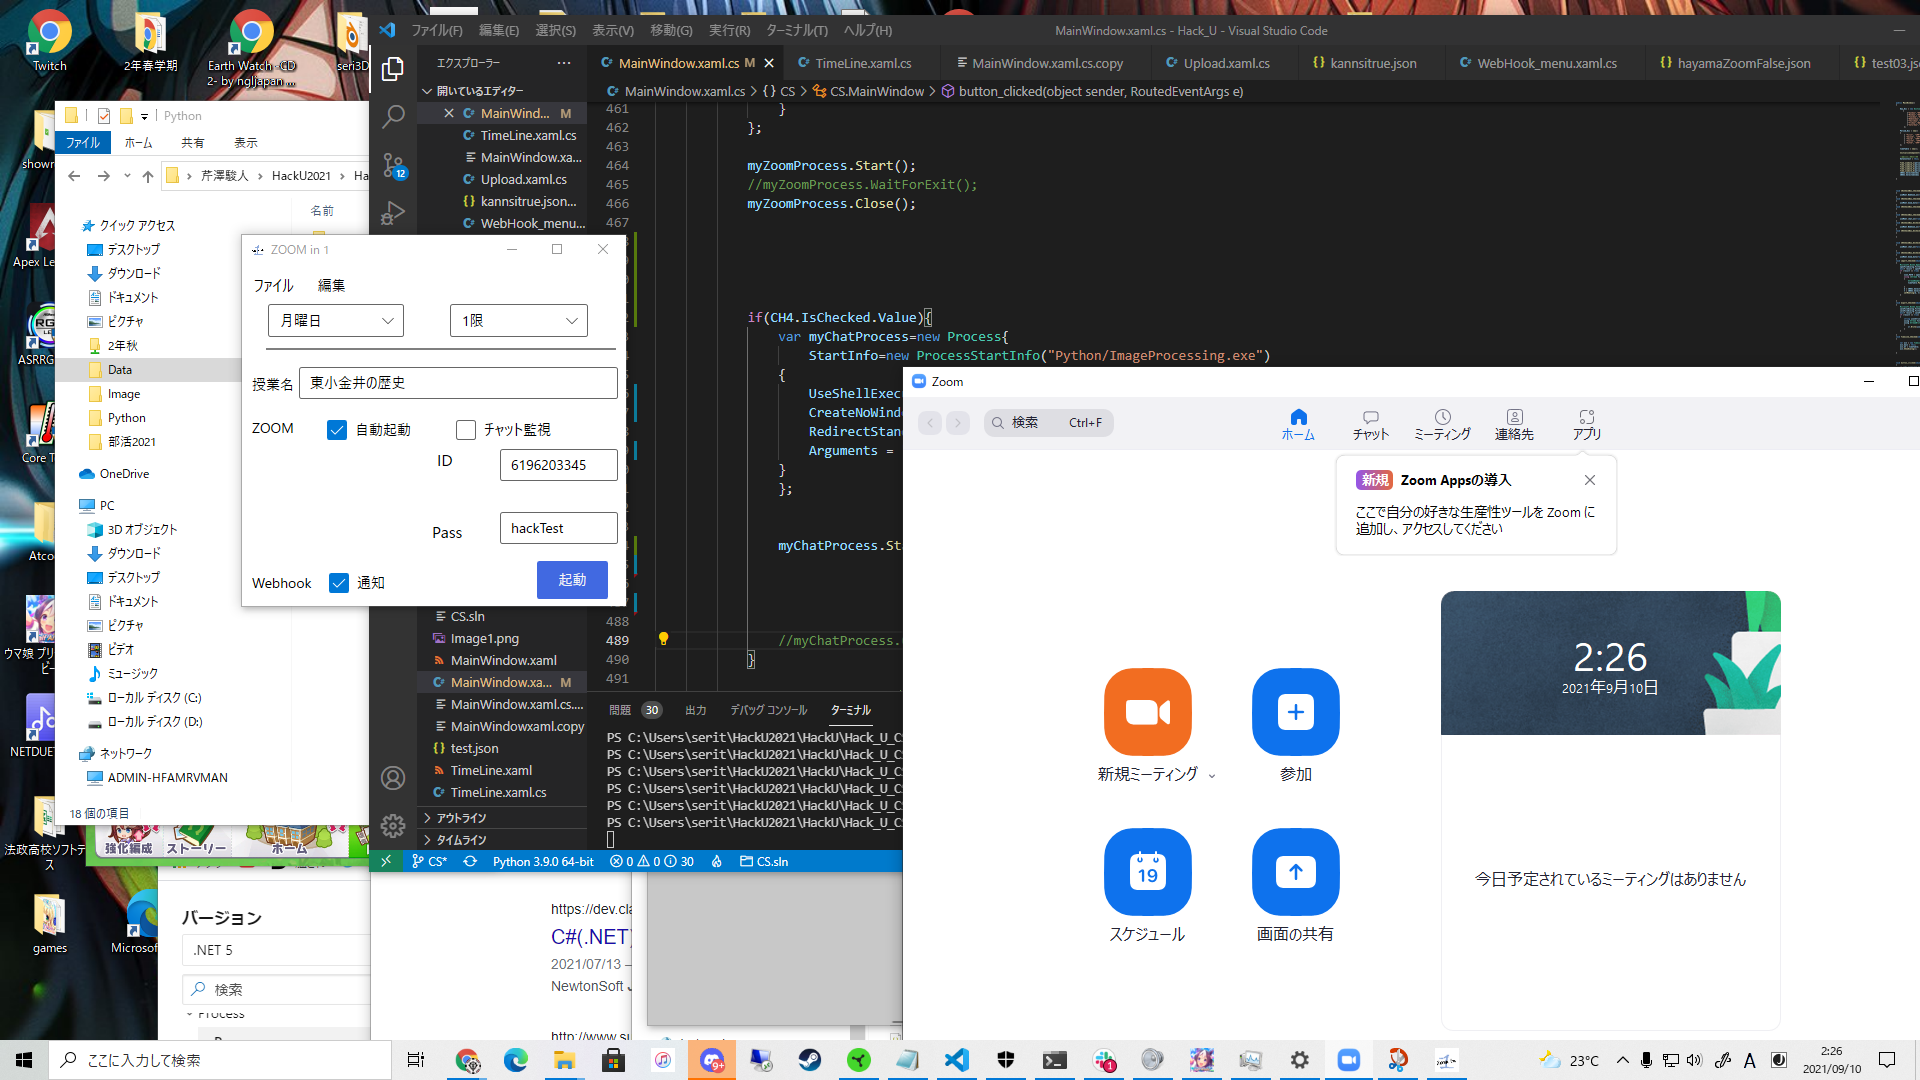 Twitch
2年春学期
Earth Watch -CD
2- by ngljapan ...
seri3D
ファイル(F) 編集(E) 選択(S) 表示(V) 移動(G) 実行(R) ターミナル(T) ヘルプ(H)
MainWindow.xaml.cs - Hack_U - Visual Studio Code
エクスプローラー
MainWindow.xaml.cs M
TimeLine.xaml.cs
MainWindow.xaml.cs.copy
Upload.xaml.cs
kannsitrue.json
WebHook_menu.xaml.cs
hayamaZoomFalse.json
test03.js
開いているエディター
MainWindow.xaml.cs > {} CS > CS.MainWindow > button_clicked(object sender, RoutedEventArgs e)
MainWind... M
TimeLine.xaml.cs
MainWindow.xa...
Upload.xaml.cs
kannsitrue.json...
WebHook_menu...
12
461 }
462 };
463
464 myZoomProcess.Start();
465 //myZoomProcess.WaitForExit();
466 myZoomProcess.Close();
467
if(CH4.IsChecked.Value){
var myChatProcess=new Process{
StartInfo=new ProcessStartInfo("Python/ImageProcessing.exe")
{
UseShellExecu
CreateNoWind
RedirectStan
Arguments =
}
};
myChatProcess.St
488
489 //myChatProcess.
490 }
491
Python
ファイル ホーム 共有 表示
芹澤駿人 > HackU2021 > Ha
名前
クイック アクセス
デスクトップ
ダウンロード
ドキュメント
ピクチャ
2年秋
Data
Image
Python
部活2021
OneDrive
PC
3D オブジェクト
ダウンロード
デスクトップ
ドキュメント
ピクチャ
ビデオ
ミュージック
ローカル ディスク (C:)
ローカル ディスク (D:)
ネットワーク
ADMIN-HFAMRVMAN
18 個の項目
ZOOM in 1
ファイル 編集
月曜日
1限
授業名 東小金井の歴史
ZOOM 自動起動 チャット監視
ID 6196203345
Pass hackTest
Webhook 通知
起動
show
Apex Le
ASRRG
Core T
Atco
ウマ娘 プリ
ビ
NETDUET
法政高校ソフトテ
ス
games
Microsof
CS.sln
Image1.png
MainWindow.xaml
MainWindow.xa... M
MainWindow.xaml.cs....
MainWindowxaml.copy
test.json
TimeLine.xaml
TimeLine.xaml.cs
アウトライン
タイムライン
問題 30 出力 デバッグ コンソール ターミナル
PS C:\Users\serit\HackU2021\HackU\Hack_U_C
PS C:\Users\serit\HackU2021\HackU\Hack_U_C
PS C:\Users\serit\HackU2021\HackU\Hack_U_C
PS C:\Users\serit\HackU2021\HackU\Hack_U_C
PS C:\Users\serit\HackU2021\HackU\Hack_U_C
PS C:\Users\serit\HackU2021\HackU\Hack_U_C
CS* Python 3.9.0 64-bit 0 0 30 CS.sln
強化編成 ストーリー ホーム
バージョン
.NET 5
検索
Process
https://dev.cla
C#(.NET)
2021/07/13 –
NewtonSoft
http://www.su
Zoom
検索 Ctrl+F
ホーム チャット ミーティング 連絡先 アプリ
新規 Zoom Appsの導入
ここで自分の好きな生産性ツールを Zoom に
追加し、アクセスしてください
2:26
2021年9月10日
新規ミーティング
参加
19
スケジュール
画面の共有
今日予定されているミーティングはありません
ここに入力して検索
9+
1
23°C
A
2:26
2021/09/10